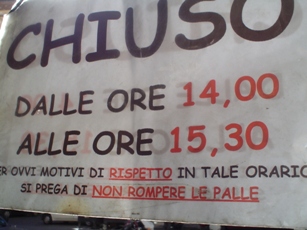 CHIUSO
DALLE ORE 14,00
ALLE ORE 15,30
PER OVVI MOTIVI DI RISPETTO IN TALE ORARIO
SI PREGA DI NON ROMPERE LE PALLE